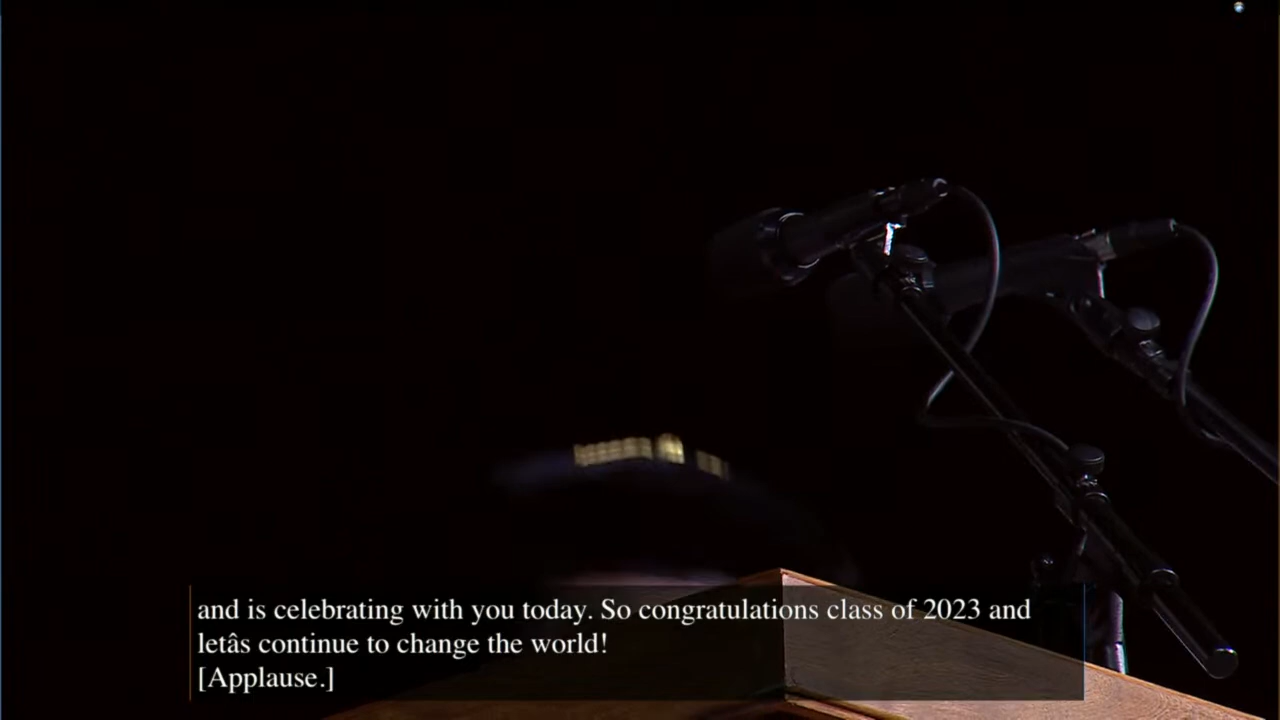 and is celebrating with you today. So congratulations class of 2023 and
letâs continue to change the world!
[Applause.]